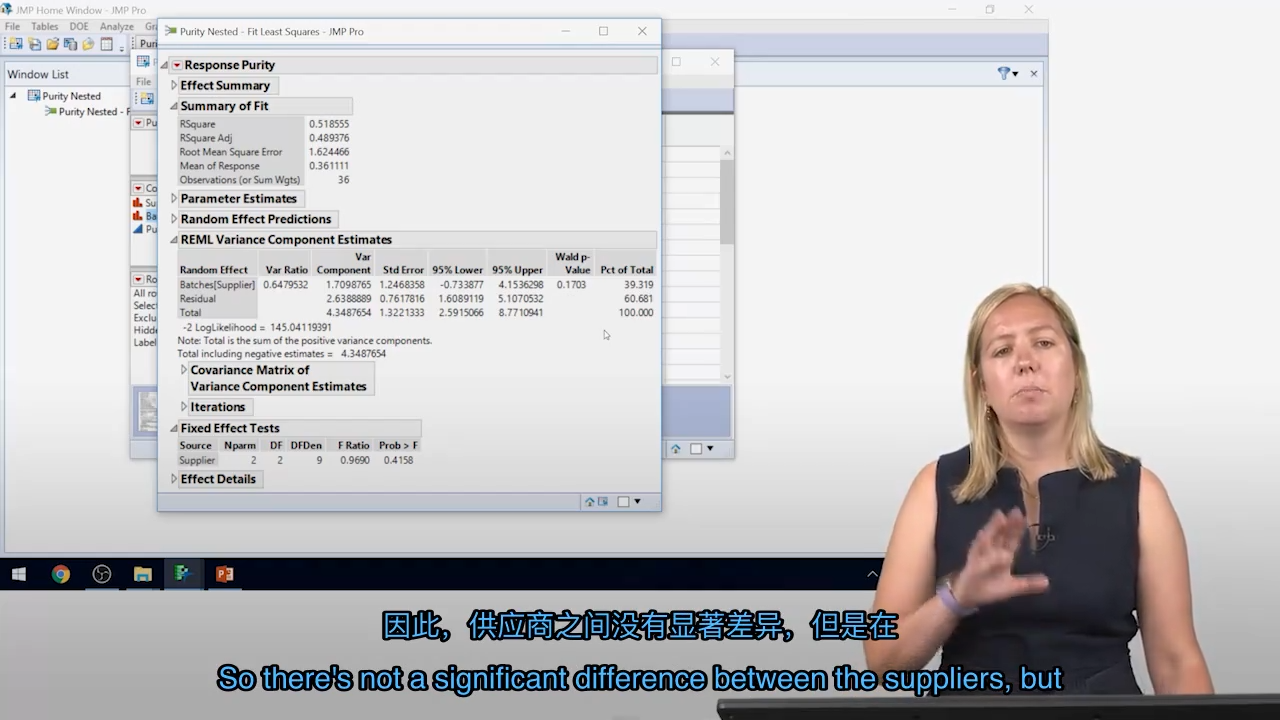 JMP Home Window - JMP Pro
File Tables DOE Analyze Gra
Window List
Purity Nested
Purity Nested - F
Puri
File
Pu
Co
Su
Ba
Pu
Ro
All ro
Selec
Exclu
Hidde
Label
Purity Nested - Fit Least Squares - JMP Pro
Response Purity
Effect Summary
Summary of Fit
RSquare 0.518555
RSquare Adj 0.489376
Root Mean Square Error 1.624466
Mean of Response 0.361111
Observations (or Sum Wgts) 36
Parameter Estimates
Random Effect Predictions
REML Variance Component Estimates
Random Effect Var Ratio Var Component Std Error 95% Lower 95% Upper Wald p-Value Pct of Total
Batches[Supplier] 0.6479532 1.7098765 1.2468358 -0.733877 4.1536298 0.1703 39.319
Residual 2.6388889 0.7617816 1.6089119 5.1070532 60.681
Total 4.3487654 1.3221333 2.5915066 8.7710941 100.000
-2 LogLikelihood = 145.04119391
Note: Total is the sum of the positive variance components.
Total including negative estimates = 4.3487654
Covariance Matrix of
Variance Component Estimates
Iterations
Fixed Effect Tests
Source Nparm DF DFDen F Ratio Prob > F
Supplier 2 2 9 0.9690 0.4158
Effect Details
因此，供应商之间没有显著差异，但是在
So there's not a significant difference between the suppliers, but